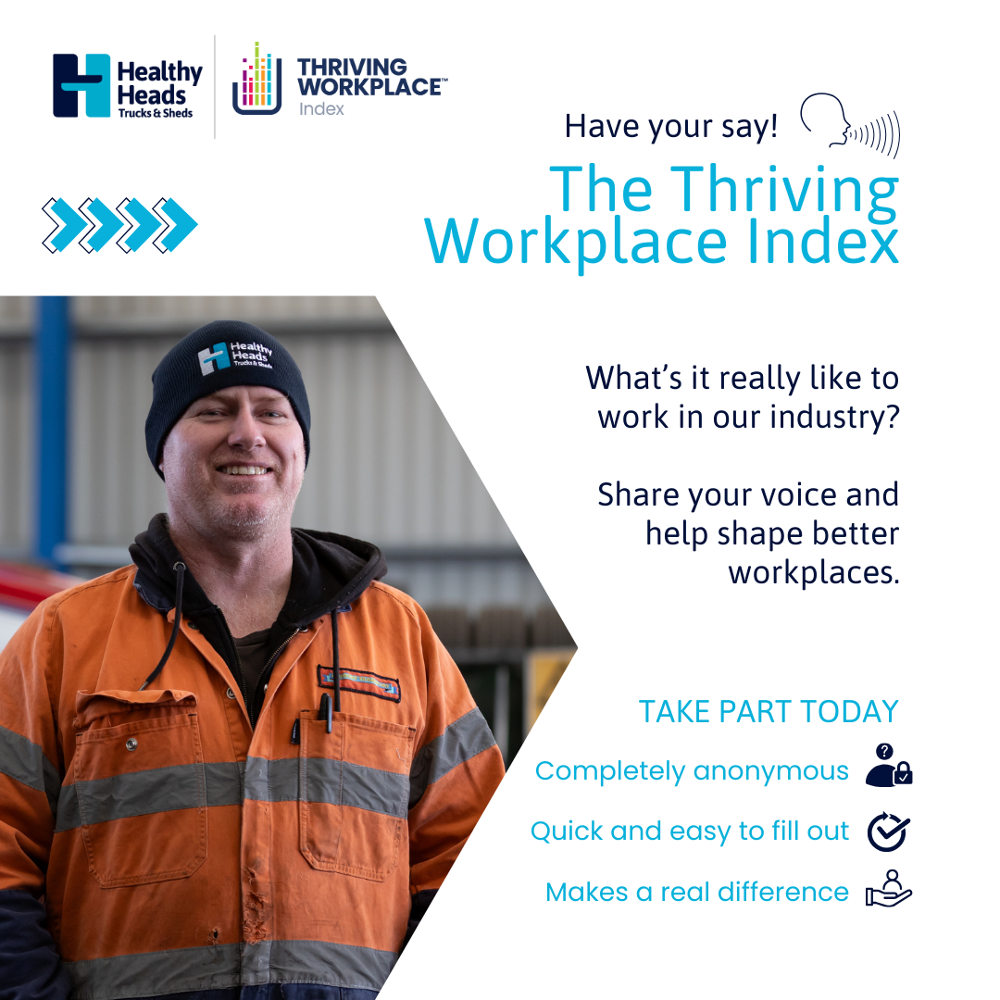 Healthy
Heads
Trucks & Sheds
THRIVING
WORKPLACE™
Index
Have your say!
The Thriving
Workplace Index
What's it really like to
work in our industry?
Share your voice and
help shape better
workplaces.
Healthy
Heads
Trucks & Sheds
TAKE PART TODAY
Completely anonymous
?
Quick and easy to fill out
Makes a real difference